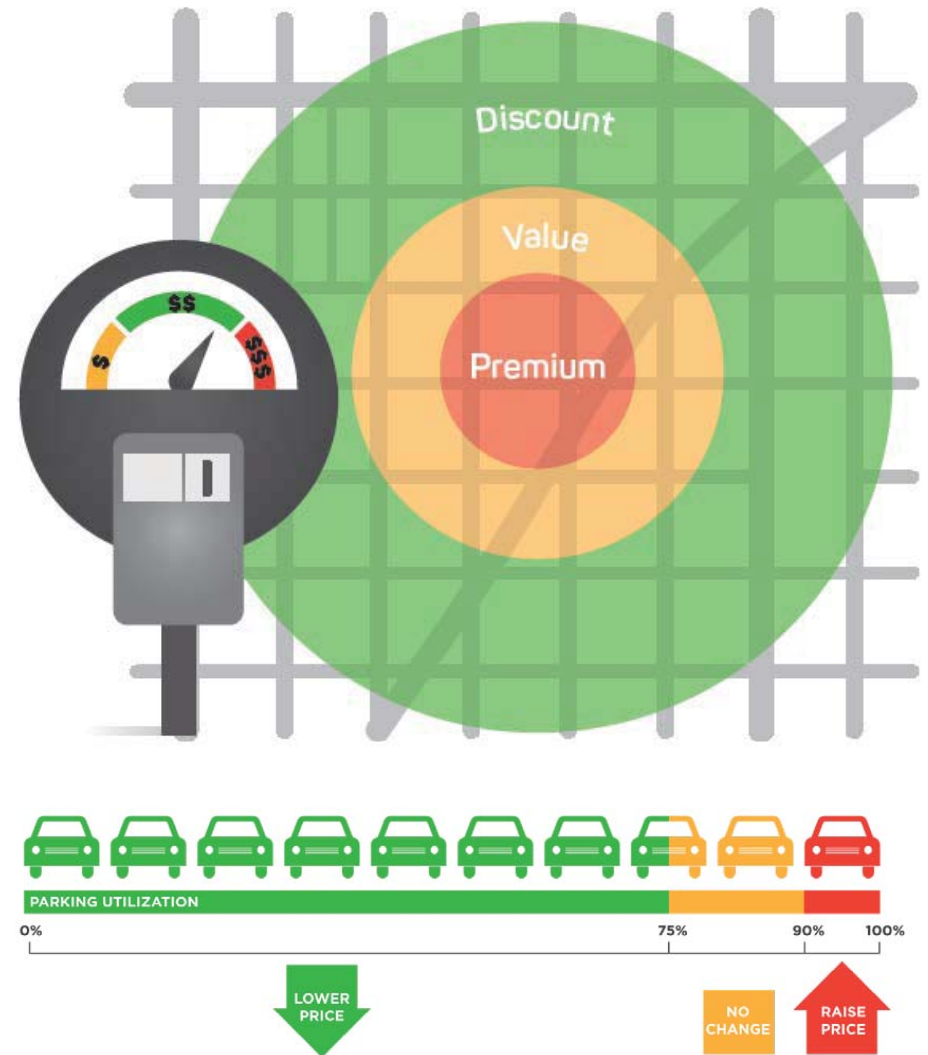 Discount
Value
Premium
$
$$
$$$
PARKING UTILIZATION
0%
75%
90%
100%
LOWER
PRICE
NO
CHANGE
RAISE
PRICE